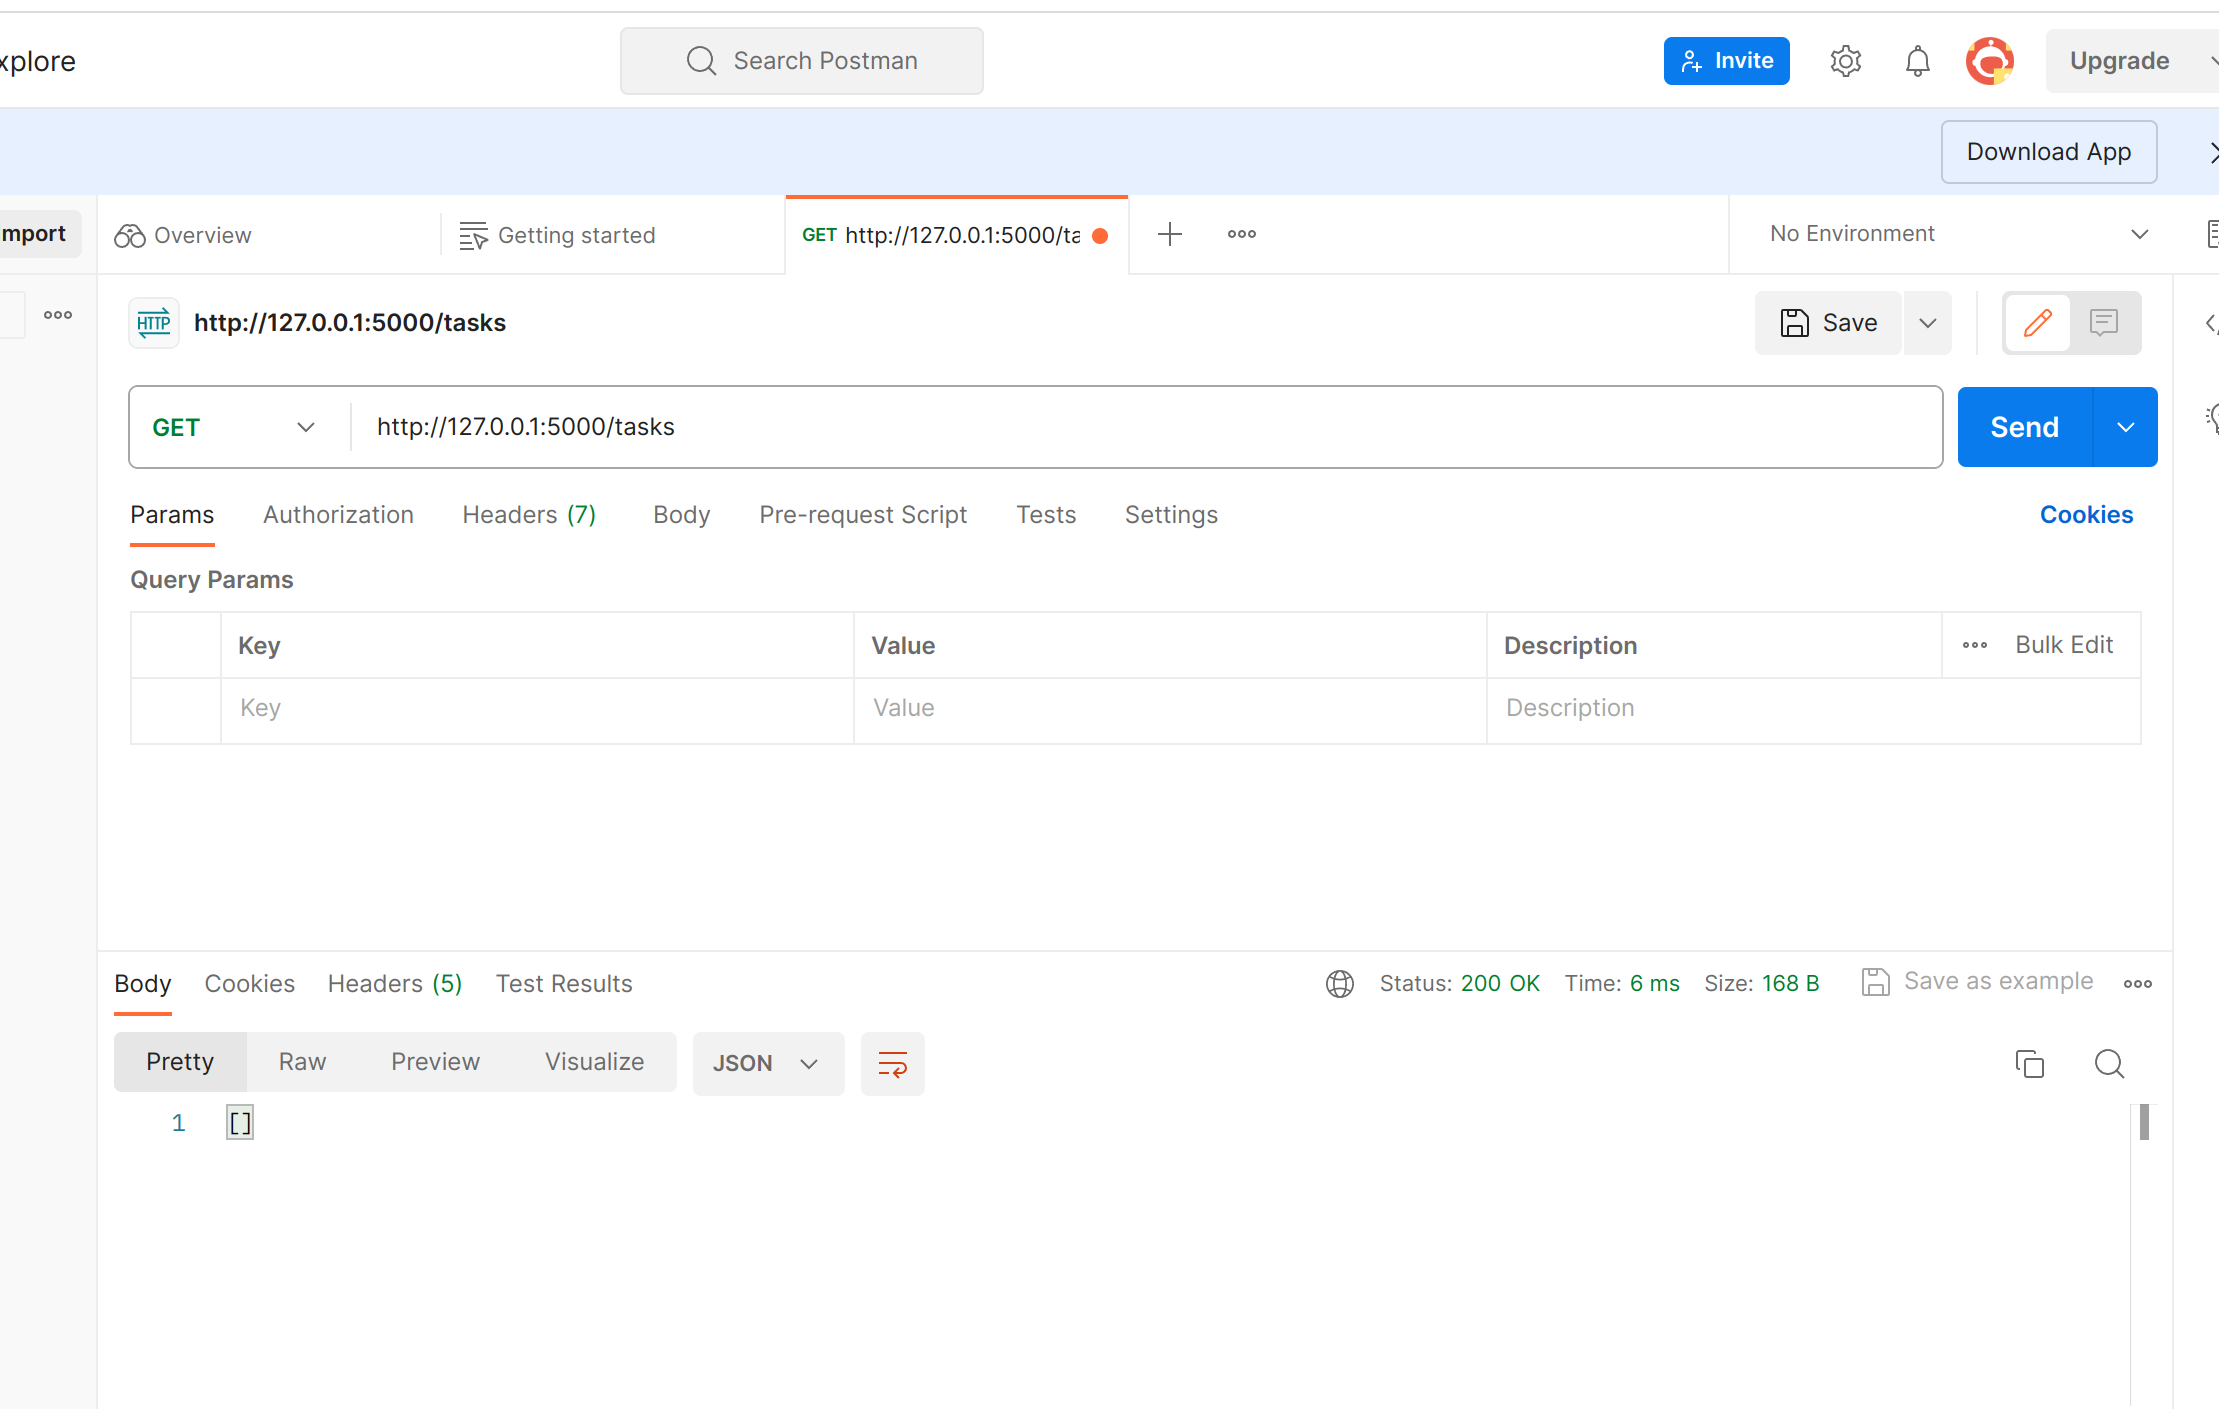 xplore
Search Postman
Invite
Upgrade
Download App
mport
Overview
Getting started
GET http://127.0.0.1:5000/ta
No Environment
HTTP
http://127.0.0.1:5000/tasks
Save
GET
http://127.0.0.1:5000/tasks
Send
Params
Authorization
Headers (7)
Body
Pre-request Script
Tests
Settings
Cookies
Query Params
Key
Value
Description
Bulk Edit
Key
Value
Description
Body
Cookies
Headers (5)
Test Results
Status: 200 OK
Time: 6 ms
Size: 168 B
Save as example
Pretty
Raw
Preview
Visualize
JSON
1 []